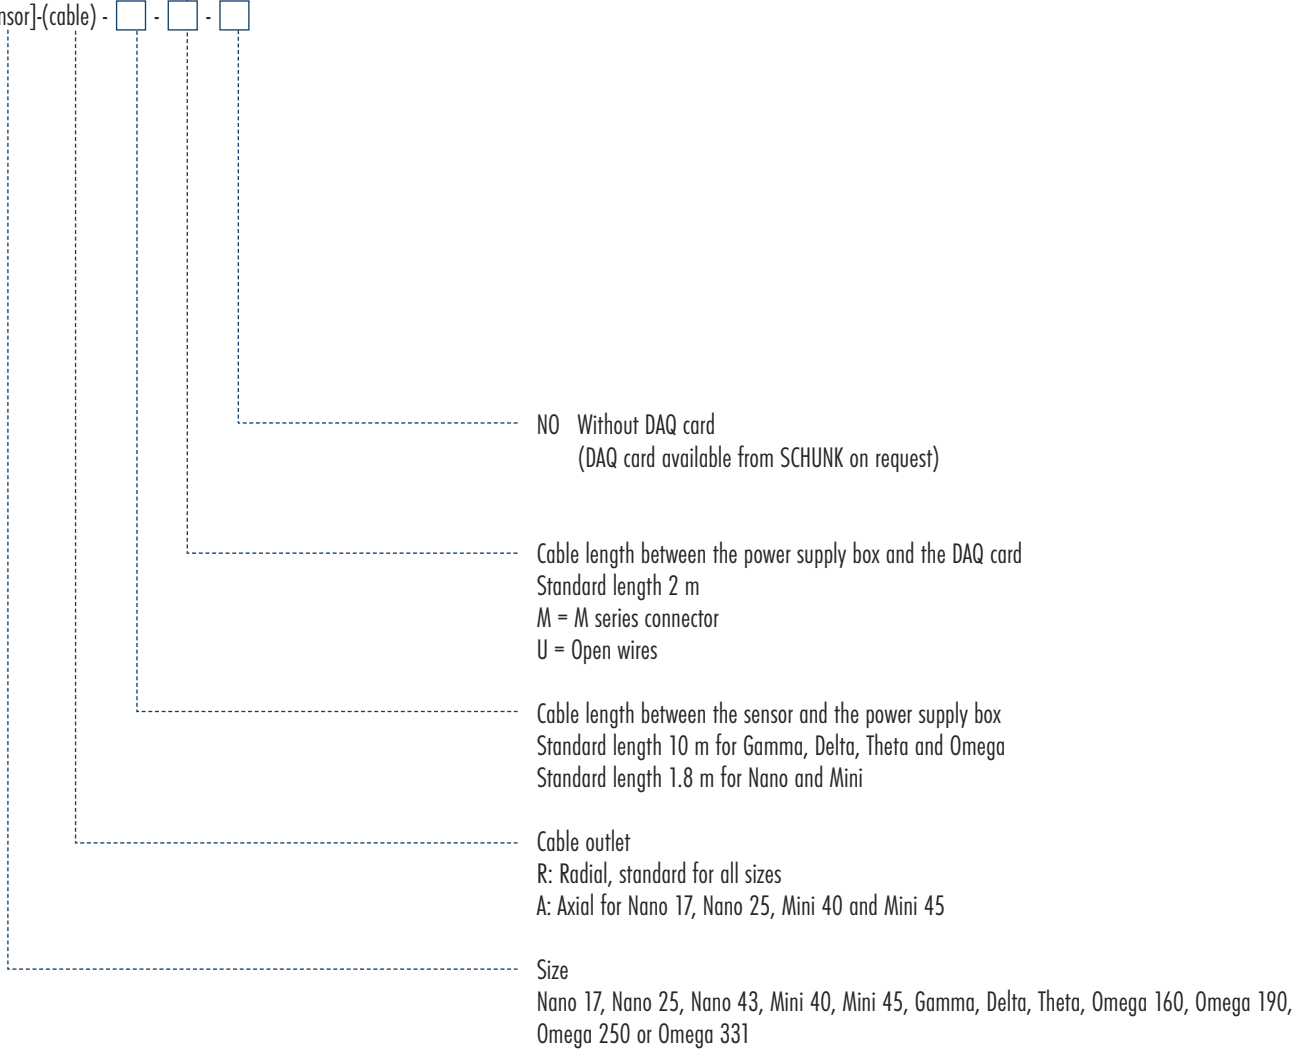 nsor]-(cable) - - -
NO Without DAQ card
(DAQ card available from SCHUNK on request)
Cable length between the power supply box and the DAQ card
Standard length 2 m
M = M series connector
U = Open wires
Cable length between the sensor and the power supply box
Standard length 10 m for Gamma, Delta, Theta and Omega
Standard length 1.8 m for Nano and Mini
Cable outlet
R: Radial, standard for all sizes
A: Axial for Nano 17, Nano 25, Mini 40 and Mini 45
Size
Nano 17, Nano 25, Nano 43, Mini 40, Mini 45, Gamma, Delta, Theta, Omega 160, Omega 190,
Omega 250 or Omega 331